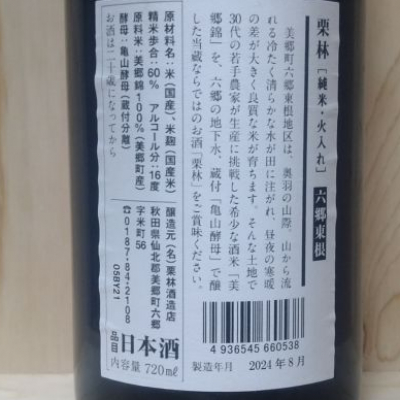 栗林［純米・火入れ］六郷東根
美郷町六郷東根地区は、奥羽の山際、山から流
れる冷たく清らかな水が田に注がれ、昼夜の寒暖
の差が大きく良質な米が育ちます。そんな土地で
30代の若手農家が生産に挑戦した希少な酒米「美
郷錦」を、六郷の地下水、蔵付「亀山酵母」で醸
した当蔵ならではのお酒「栗林」をご賞味ください。
4 936545 660538
製造年月 2024年8月
原材料名：米（国産）、米麹（国産米）
精米歩合：60% アルコール分：16度
原料米：美郷錦100%（美郷町産）
酵母：亀山酵母（蔵付分離）
お酒は二十歳になってから
醸造元（名）栗林酒造店
秋田県仙北郡美郷町六郷
字米町56
☎0187-84-2108
05BY21
品目 日本酒
内容量 720ml